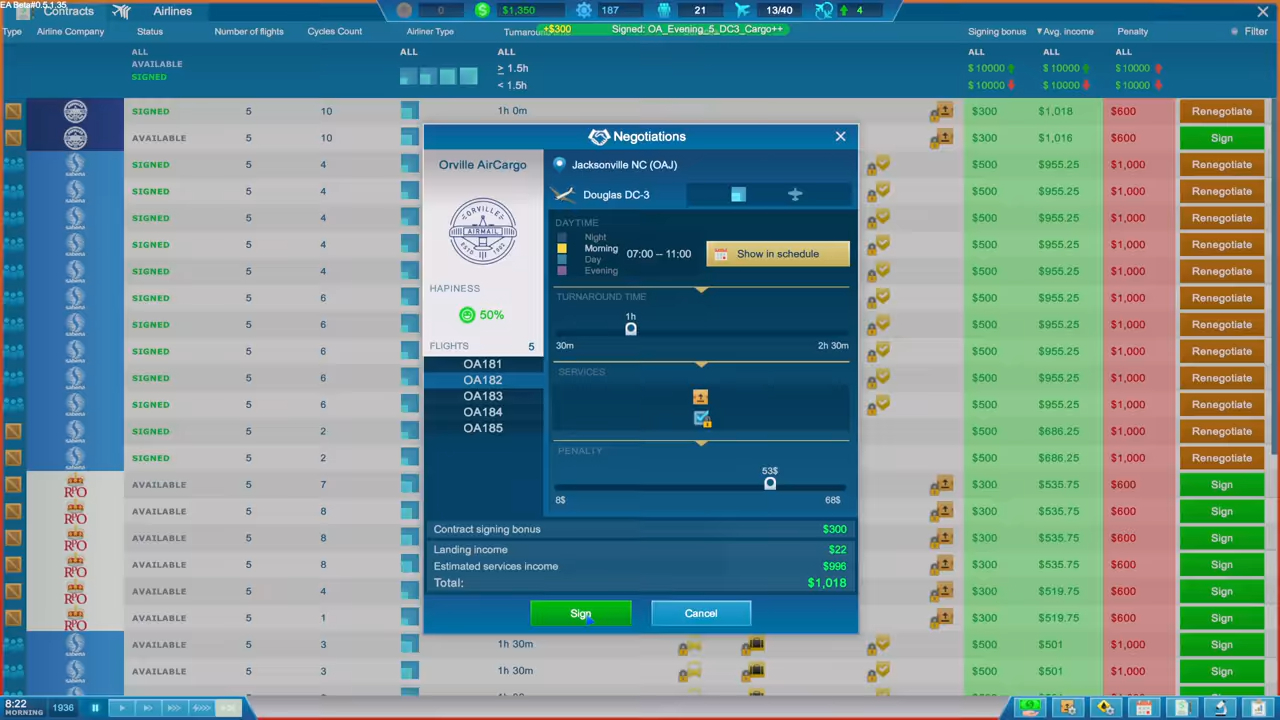 EA Beta#0.5.1.35
Contracts Airlines 0 $1,350 187 21 13/40 4
+$300 Signed: OA_Evening_5_DC3_Cargo++
Type Airline Company Status Number of flights Cycles Count Airliner Type Signing bonus ▼Avg. income Penalty Filter
ALL ALL ALL ALL ALL ALL
AVAILABLE ≥ 1.5h $ 10000 $ 10000 $ 10000
SIGNED < 1.5h $ 10000 $ 10000 $ 10000
SIGNED 5 10 1h 0m $300 $1,018 $600 Renegotiate
AVAILABLE 5 10 $300 $1,016 $600 Sign
SIGNED 5 4 $500 $955.25 $1,000 Renegotiate
SIGNED 5 4 $500 $955.25 $1,000 Renegotiate
SIGNED 5 4 $500 $955.25 $1,000 Renegotiate
SIGNED 5 4 $500 $955.25 $1,000 Renegotiate
SIGNED 5 4 $500 $955.25 $1,000 Renegotiate
SIGNED 5 6 $500 $955.25 $1,000 Renegotiate
SIGNED 5 6 $500 $955.25 $1,000 Renegotiate
SIGNED 5 6 $500 $955.25 $1,000 Renegotiate
SIGNED 5 6 $500 $955.25 $1,000 Renegotiate
SIGNED 5 6 $500 $955.25 $1,000 Renegotiate
SIGNED 5 2 $500 $686.25 $1,000 Renegotiate
SIGNED 5 2 $500 $686.25 $1,000 Renegotiate
AVAILABLE 5 7 $300 $535.75 $600 Sign
AVAILABLE 5 8 $300 $535.75 $600 Sign
AVAILABLE 5 8 $300 $535.75 $600 Sign
AVAILABLE 5 8 $300 $535.75 $600 Sign
AVAILABLE 5 4 $300 $519.75 $600 Sign
AVAILABLE 5 1 $300 $519.75 $600 Sign
AVAILABLE 5 3 1h 30m $500 $501 $1,000 Sign
AVAILABLE 5 3 1h 30m $500 $501 $1,000 Sign
Negotiations
Orville AirCargo
ORVILLE
AIRMAIL
HAPINESS
50%
FLIGHTS 5
OA181
OA182
OA183
OA184
OA185
Jacksonville NC (OAJ)
Douglas DC-3
DAYTIME
Night
Morning 07:00 – 11:00 Show in schedule
Day
Evening
TURNAROUND TIME
1h
30m 2h 30m
SERVICES
PENALTY
53$
8$ 68$
Contract signing bonus $300
Landing income $22
Estimated services income $996
Total: $1,018
Sign Cancel
8:22 1936
MORNING